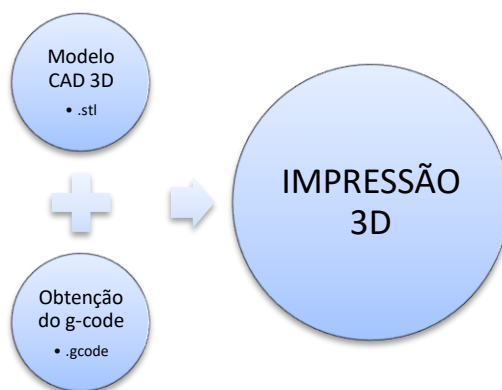 Modelo
CAD 3D
• .stl
IMPRESSÃO
3D
Obtenção
do g-code
• .gcode